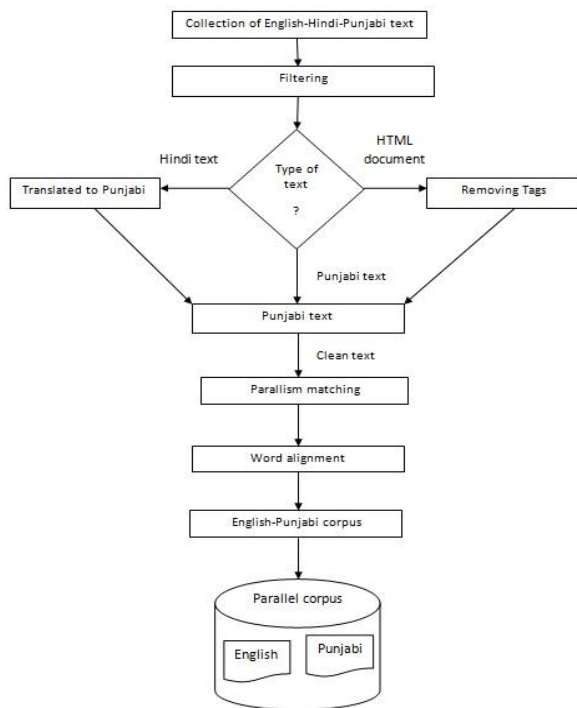 Collection of English-Hindi-Punjabi text
Filtering
Hindi text
HTML
document
Type of
text
?
Translated to Punjabi
Removing Tags
Punjabi text
Punjabi text
Clean text
Parallism matching
Word alignment
English-Punjabi corpus
Parallel corpus
English
Punjabi